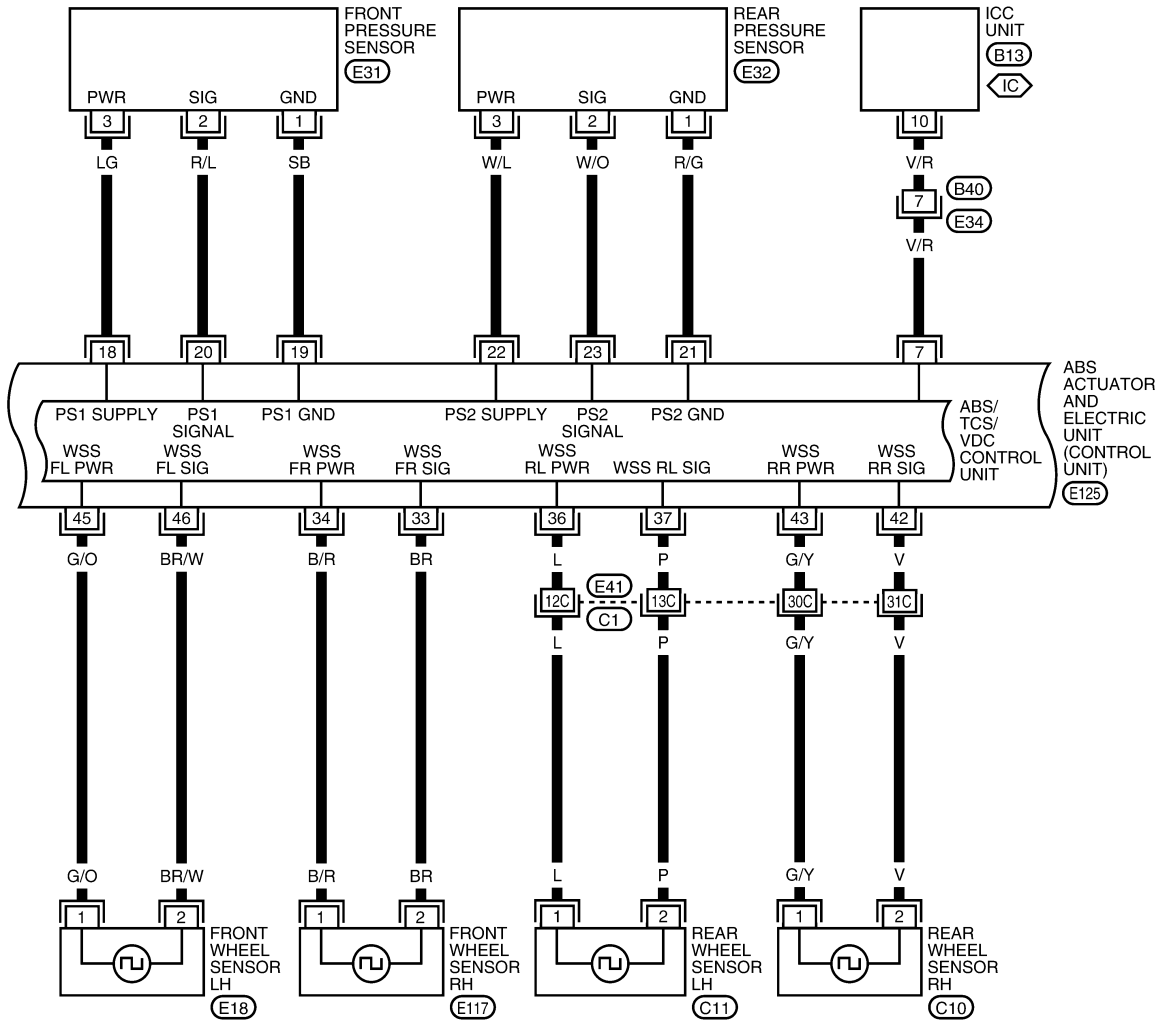 FRONT
PRESSURE
SENSOR
E31
REAR
PRESSURE
SENSOR
E32
ICC
UNIT
B13
IC
PWR SIG GND
PWR SIG GND
3 2 1
3 2 1
10
LG R/L SB
W/L W/O R/G
V/R
7
B40
E34
V/R
18 20 19
22 23 21
7
PS1 SUPPLY
PS1
SIGNAL
PS1 GND
PS2 SUPPLY
PS2
SIGNAL
PS2 GND
ABS/
TCS/
VDC
CONTROL
UNIT
ABS
ACTUATOR
AND
ELECTRIC
UNIT
(CONTROL
UNIT)
E125
WSS
FL PWR
WSS
FL SIG
WSS
FR PWR
WSS
FR SIG
WSS
RL PWR
WSS RL SIG
WSS
RR PWR
WSS
RR SIG
45 46 34 33 36 37 43 42
G/O BR/W B/R BR L P G/Y V
E41
C1
12C 13C 30C 31C
L P G/Y V
G/O BR/W B/R BR L P G/Y V
1 2 1 2 1 2 1 2
FRONT
WHEEL
SENSOR
LH
E18
FRONT
WHEEL
SENSOR
RH
E117
REAR
WHEEL
SENSOR
LH
C11
REAR
WHEEL
SENSOR
RH
C10